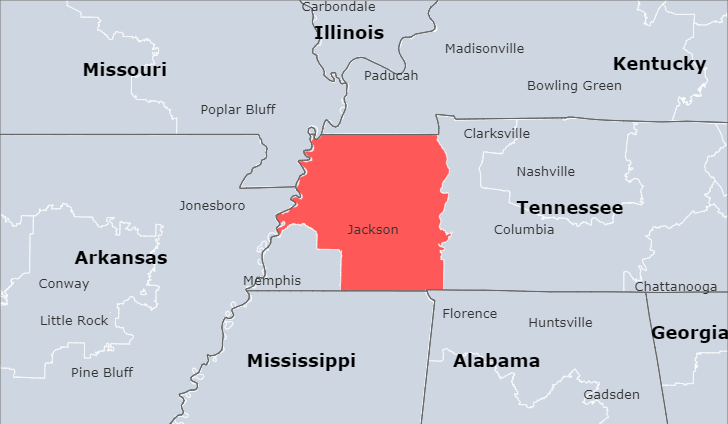 Carbondale
Illinois
Madisonville
Missouri
Kentucky
Paducah
Bowling Green
Poplar Bluff
Clarksville
Nashville
Jonesboro
Tennessee
Jackson
Columbia
Arkansas
Conway
Memphis
Chattanooga
Florence
Little Rock
Huntsville
Georgia
Mississippi
Alabama
Pine Bluff
Gadsden